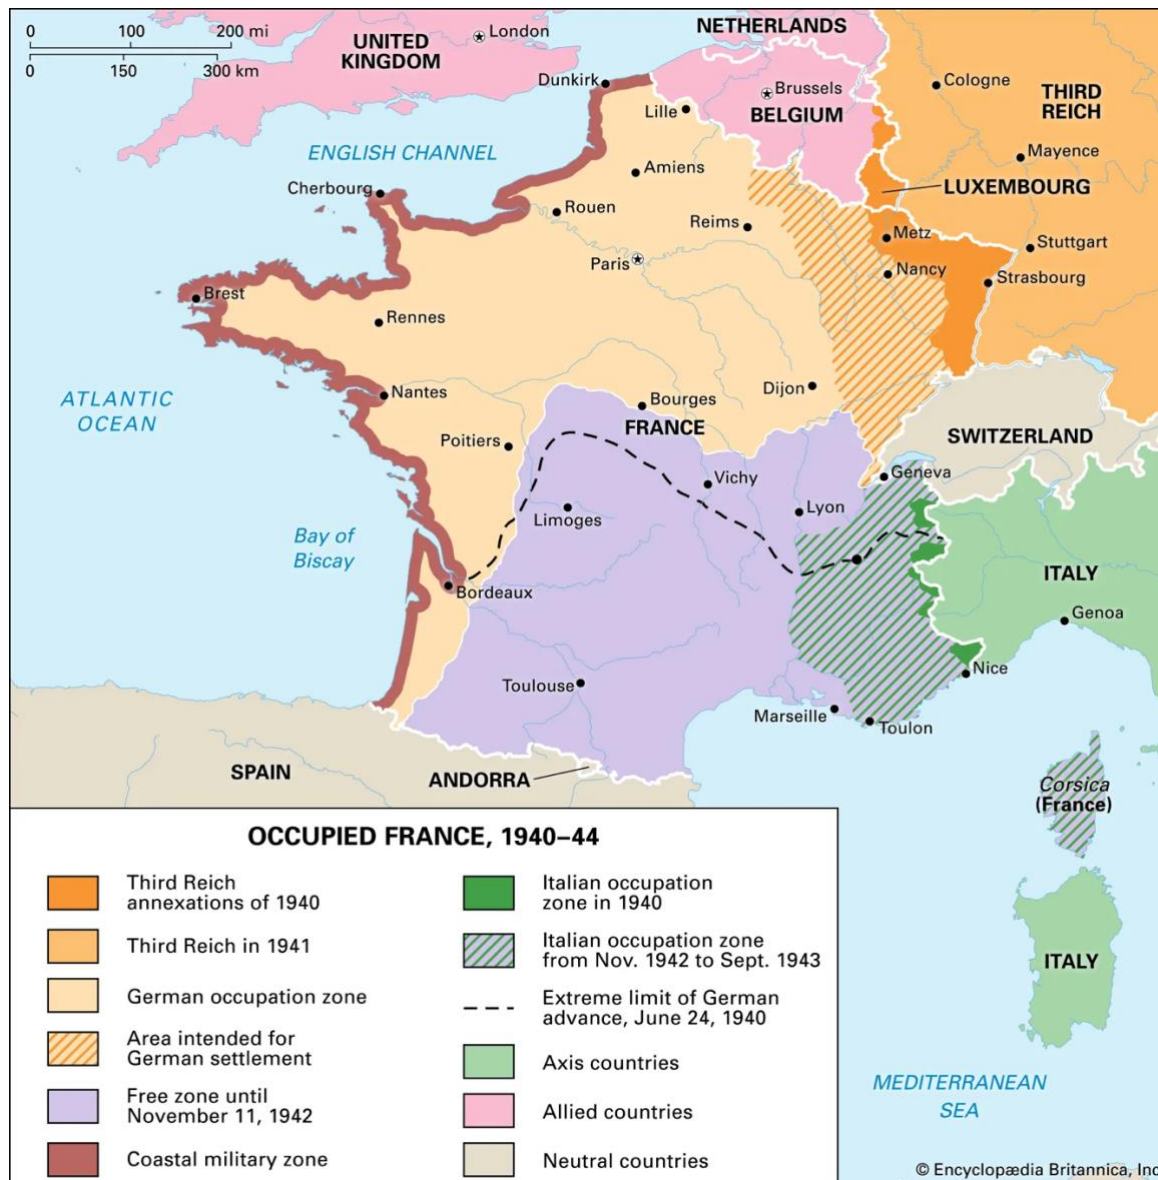 0 100 200 mi
0 150 300 km
UNITED
KINGDOM
London
NETHERLANDS
Dunkirk
Brussels
BELGIUM
Cologne
THIRD
REICH
Lille
Mayence
ENGLISH CHANNEL
Amiens
LUXEMBOURG
Cherbourg
Rouen
Reims
Metz
Stuttgart
Paris
Nancy
Strasbourg
Brest
Rennes
ATLANTIC
OCEAN
Nantes
Bourges
Dijon
FRANCE
Poitiers
SWITZERLAND
Geneva
Vichy
Limoges
Lyon
Bay of
Biscay
Bordeaux
ITALY
Genoa
Nice
Toulouse
Marseille
Toulon
SPAIN
ANDORRA
Corsica
(France)
OCCUPIED FRANCE, 1940–44
Third Reich
annexations of 1940
Third Reich in 1941
German occupation zone
Area intended for
German settlement
Free zone until
November 11, 1942
Coastal military zone
Italian occupation
zone in 1940
Italian occupation zone
from Nov. 1942 to Sept. 1943
Extreme limit of German
advance, June 24, 1940
Axis countries
Allied countries
Neutral countries
ITALY
MEDITERRANEAN
SEA
© Encyclopædia Britannica, Inc